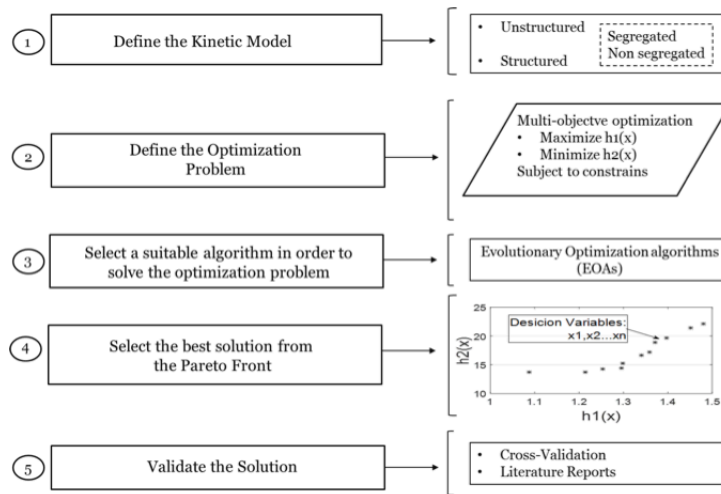 1
Define the Kinetic Model
• Unstructured
• Structured
Segregated
Non segregated
2
Define the Optimization
Problem
Multi-objectve optimization
• Maximize h1(x)
• Minimize h2(x)
Subject to constrains
3
Select a suitable algorithm in order to
solve the optimization problem
Evolutionary Optimization algorithms
(EOAs)
4
Select the best solution from
the Pareto Front
25
20
15
10
h2(x)
Desicion Variables:
x1,x2...xn
1 1.1 1.2 1.3 1.4 1.5
h1(x)
5
Validate the Solution
• Cross-Validation
• Literature Reports